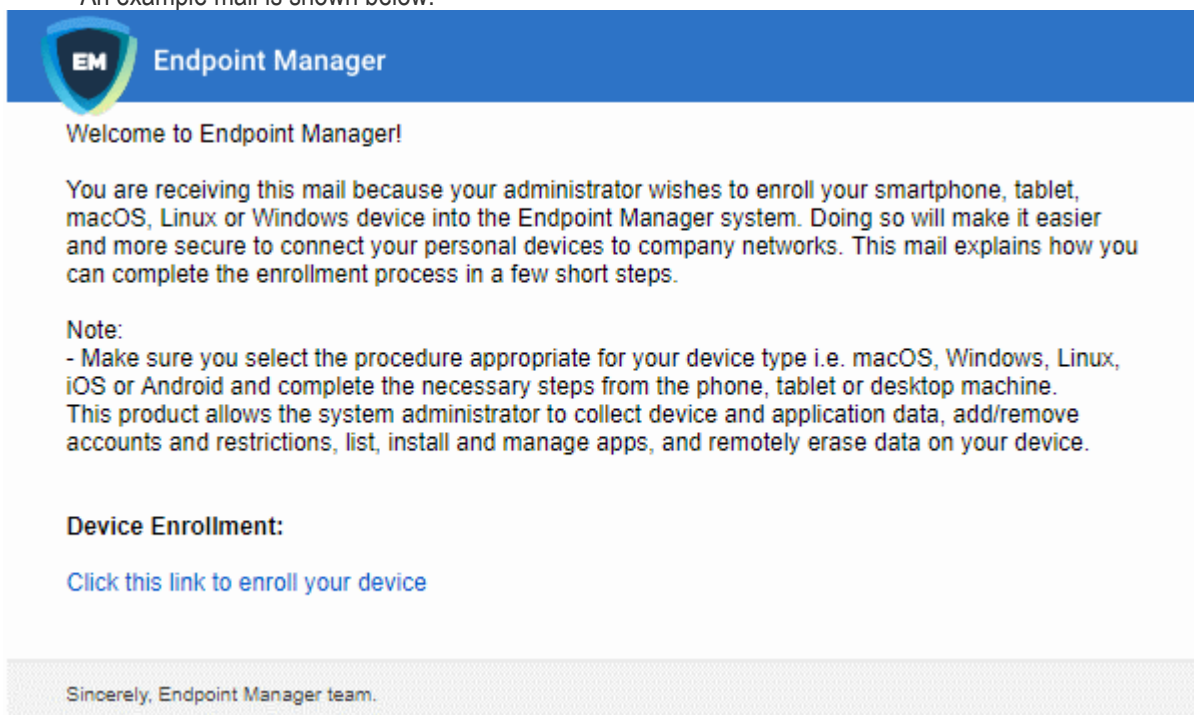 An example mail is shown below:
EM
Endpoint Manager
Welcome to Endpoint Manager!
You are receiving this mail because your administrator wishes to enroll your smartphone, tablet,
macOS, Linux or Windows device into the Endpoint Manager system. Doing so will make it easier
and more secure to connect your personal devices to company networks. This mail explains how you
can complete the enrollment process in a few short steps.
Note:
- Make sure you select the procedure appropriate for your device type i.e. macOS, Windows, Linux,
iOS or Android and complete the necessary steps from the phone, tablet or desktop machine.
This product allows the system administrator to collect device and application data, add/remove
accounts and restrictions, list, install and manage apps, and remotely erase data on your device.
Device Enrollment:
Click this link to enroll your device
Sincerely, Endpoint Manager team.